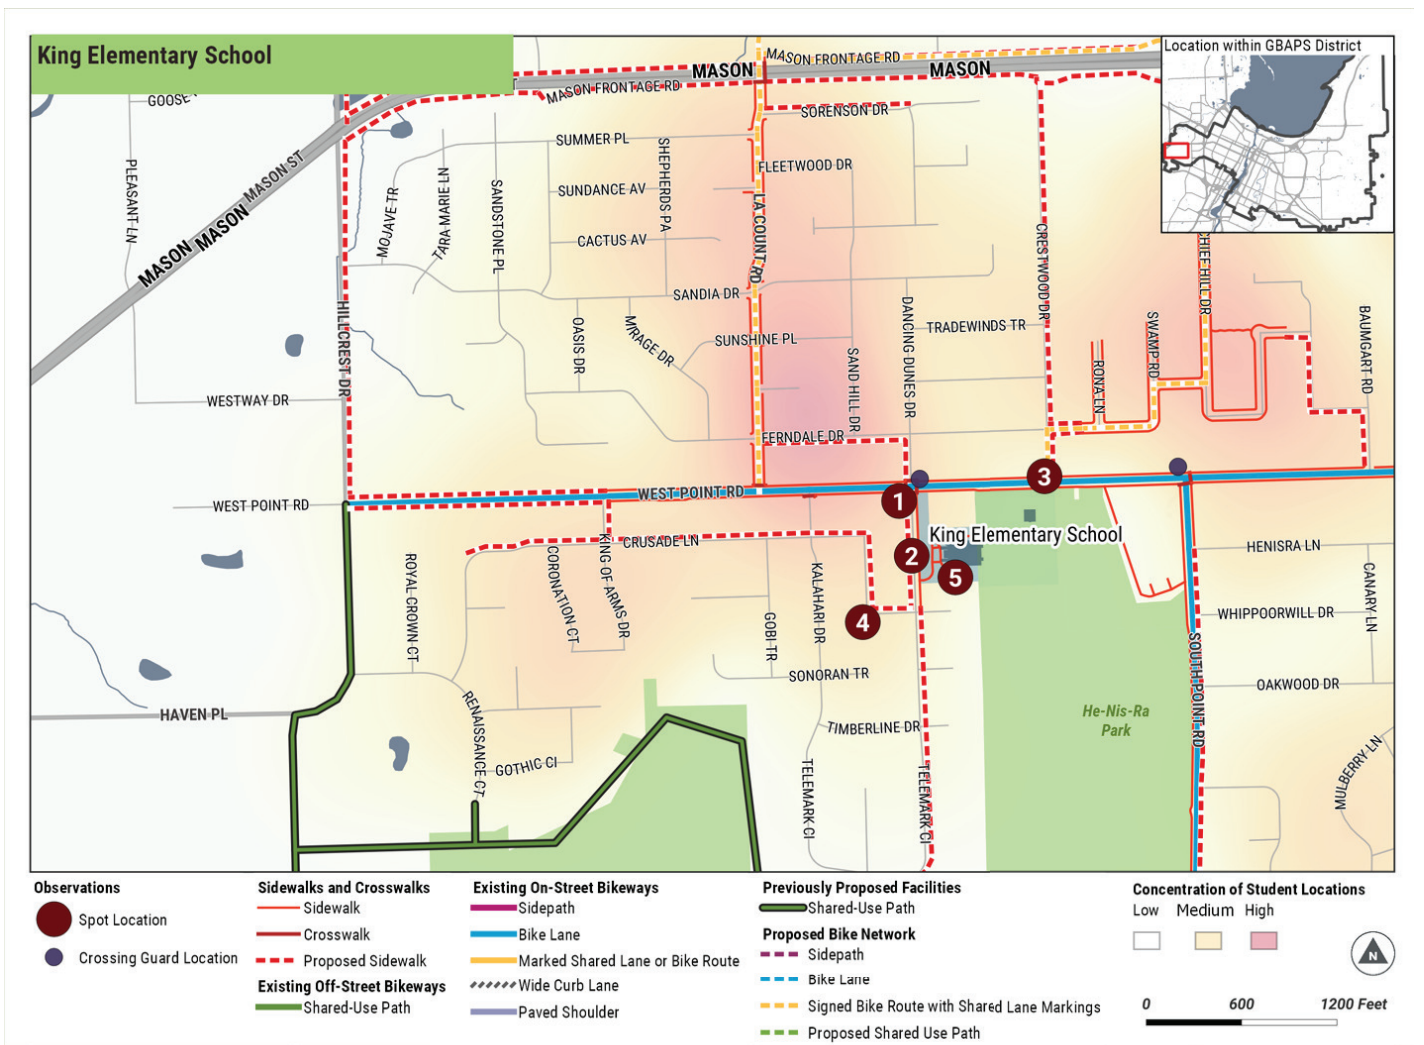 King Elementary School
Location within GBAPS District
MASON FRONTAGE RD
MASON
MASON
MASON FRONTAGE RD
SORENSON DR
SUMMER PL
SHEPHERDS PA
FLEETWOOD DR
PLEASANT LN
MASON ST
MASON
MASON
MOJAVE TR
TARA MARIE LN
SANDSTONE PL
SUNDANCE AV
CACTUS AV
LA COUNT RD
CRESTWOOD DR
CHIEF HILL DR
SANDIA DR
HILLCREST DR
OASIS DR
MIRAGE DR
SUNSHINE PL
SAND HILL DR
DANCING DUNES DR
TRADEWINDS TR
SWAMP RD
RONA LN
BAUMGART RD
WESTWAY DR
FERNDALE DR
WEST POINT RD
WEST POINT RD
1
2
3
4
5
King Elementary School
CRUSADE LN
KING OF ARMS DR
CORONATION CT
ROYAL CROWN CT
GOBI TR
KALAHARI DR
HENISRA LN
CANARY LN
WHIPPOORWILL DR
SOUTH POINT RD
SONORAN TR
OAKWOOD DR
HAVEN PL
RENAISSANCE CT
GOTHIC CI
TIMBERLINE DR
TELEMARK CI
TELEMARK CI
He-Nis-Ra
Park
MULBERRY LN
Observations
Spot Location
Crossing Guard Location
Sidewalks and Crosswalks
Sidewalk
Crosswalk
Proposed Sidewalk
Existing Off-Street Bikeways
Shared-Use Path
Existing On-Street Bikeways
Sidepath
Bike Lane
Marked Shared Lane or Bike Route
Wide Curb Lane
Paved Shoulder
Previously Proposed Facilities
Shared-Use Path
Proposed Bike Network
Sidepath
Bike Lane
Signed Bike Route with Shared Lane Markings
Proposed Shared Use Path
Concentration of Student Locations
Low Medium High
N
0 600 1200 Feet